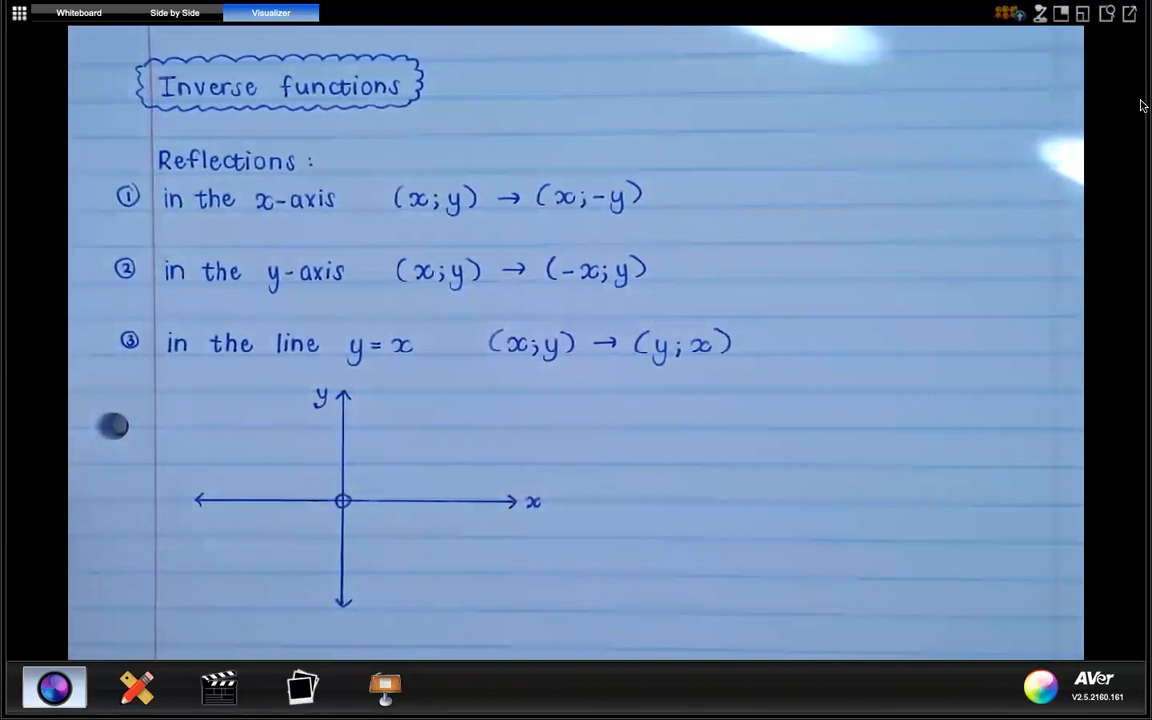 Whiteboard Side by Side Visualizer
Inverse functions
Reflections :
① in the x-axis (x;y) → (x;-y)
② in the y-axis (x;y) → (-x;y)
③ in the line y = x (x;y) → (y;x)
y
x
AVer
V2.5.2160.161